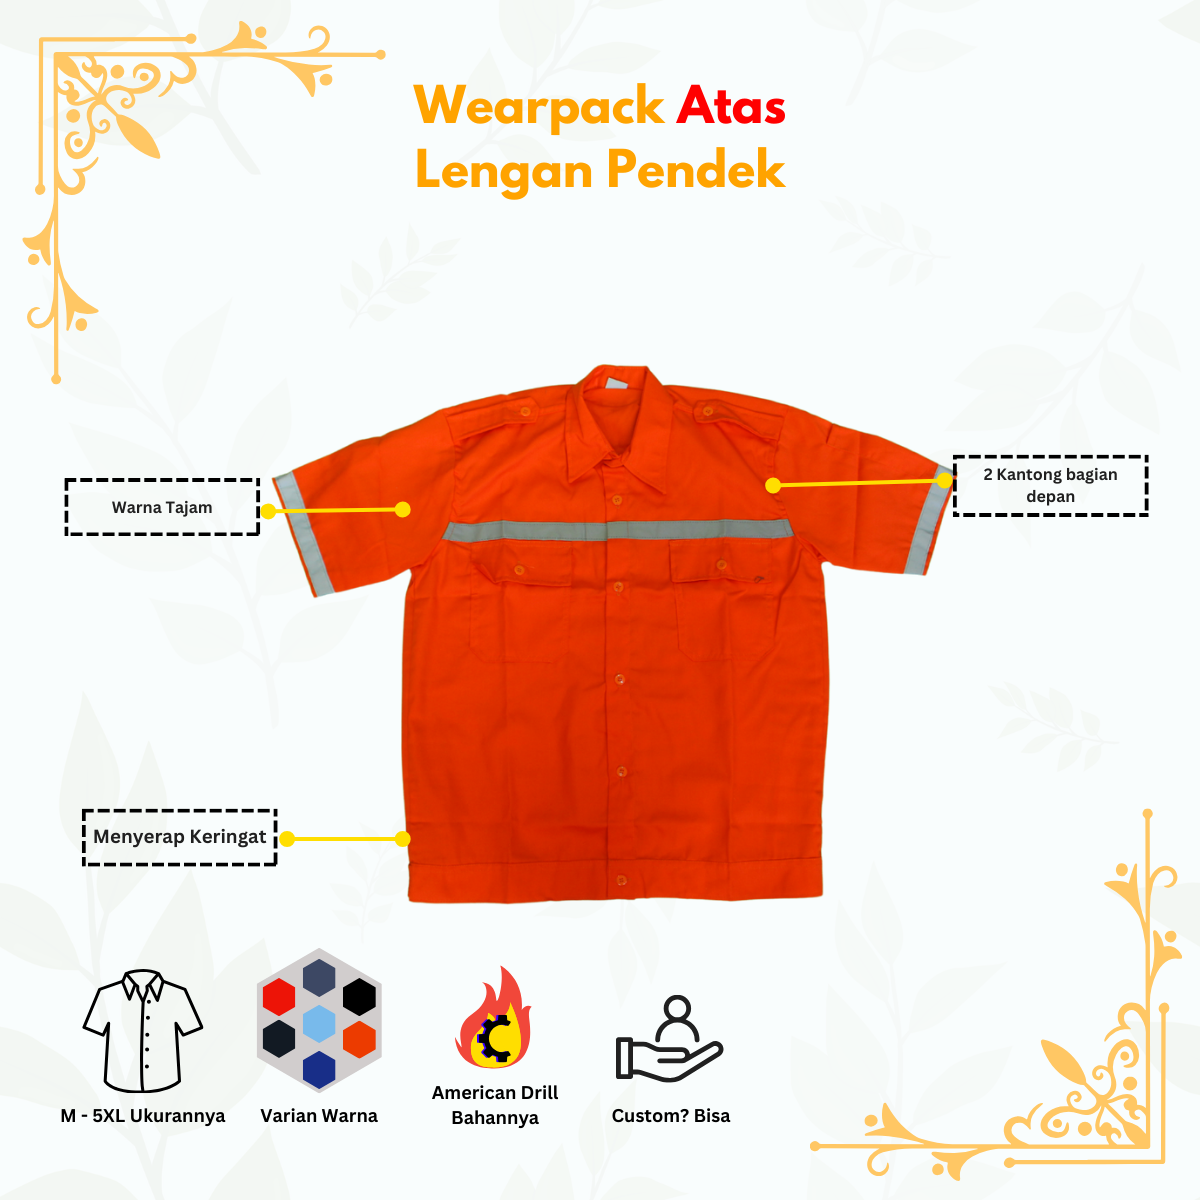 Wearpack Atas
Lengan Pendek
Warna Tajam
2 Kantong bagian
depan
Menyerap Keringat
M - 5XL Ukurannya
Varian Warna
American Drill
Bahannya
Custom? Bisa